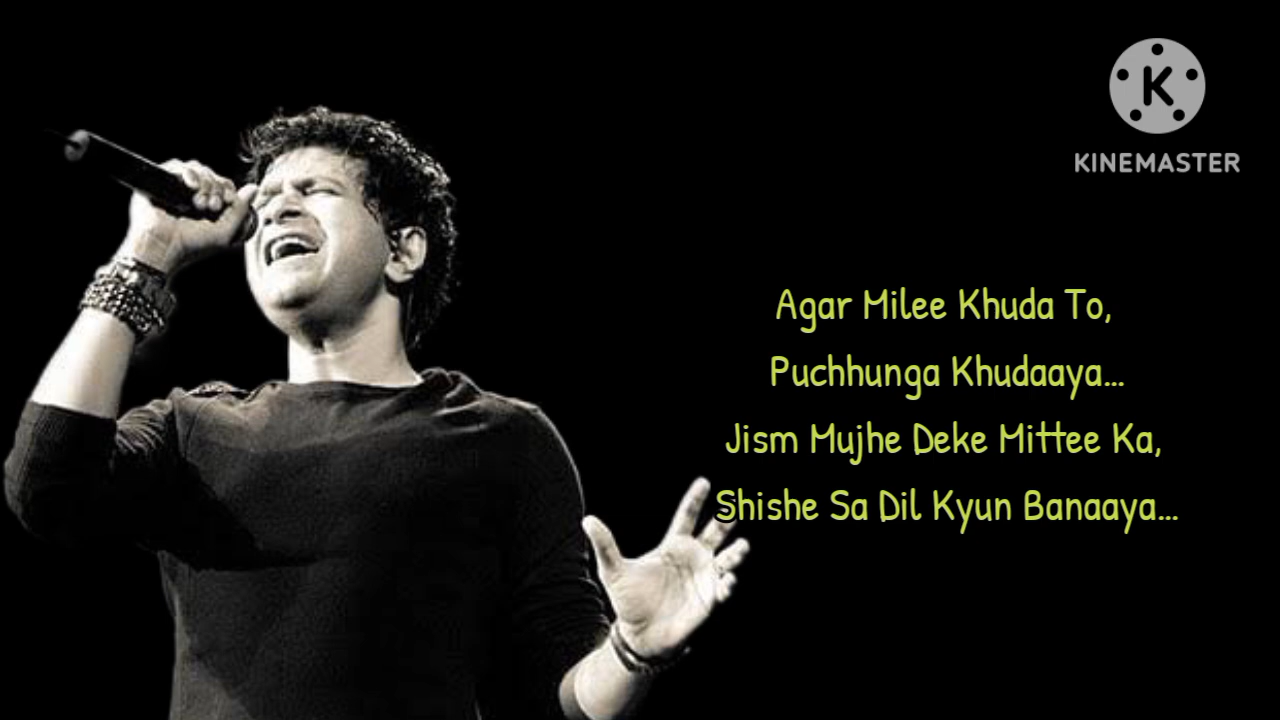 K
KINEMASTER
Agar Milee Khuda To,
Puchhunga Khudaaya...
Jism Mujhe Deke Mittee Ka,
Shishe Sa Dil Kyun Banaaya...